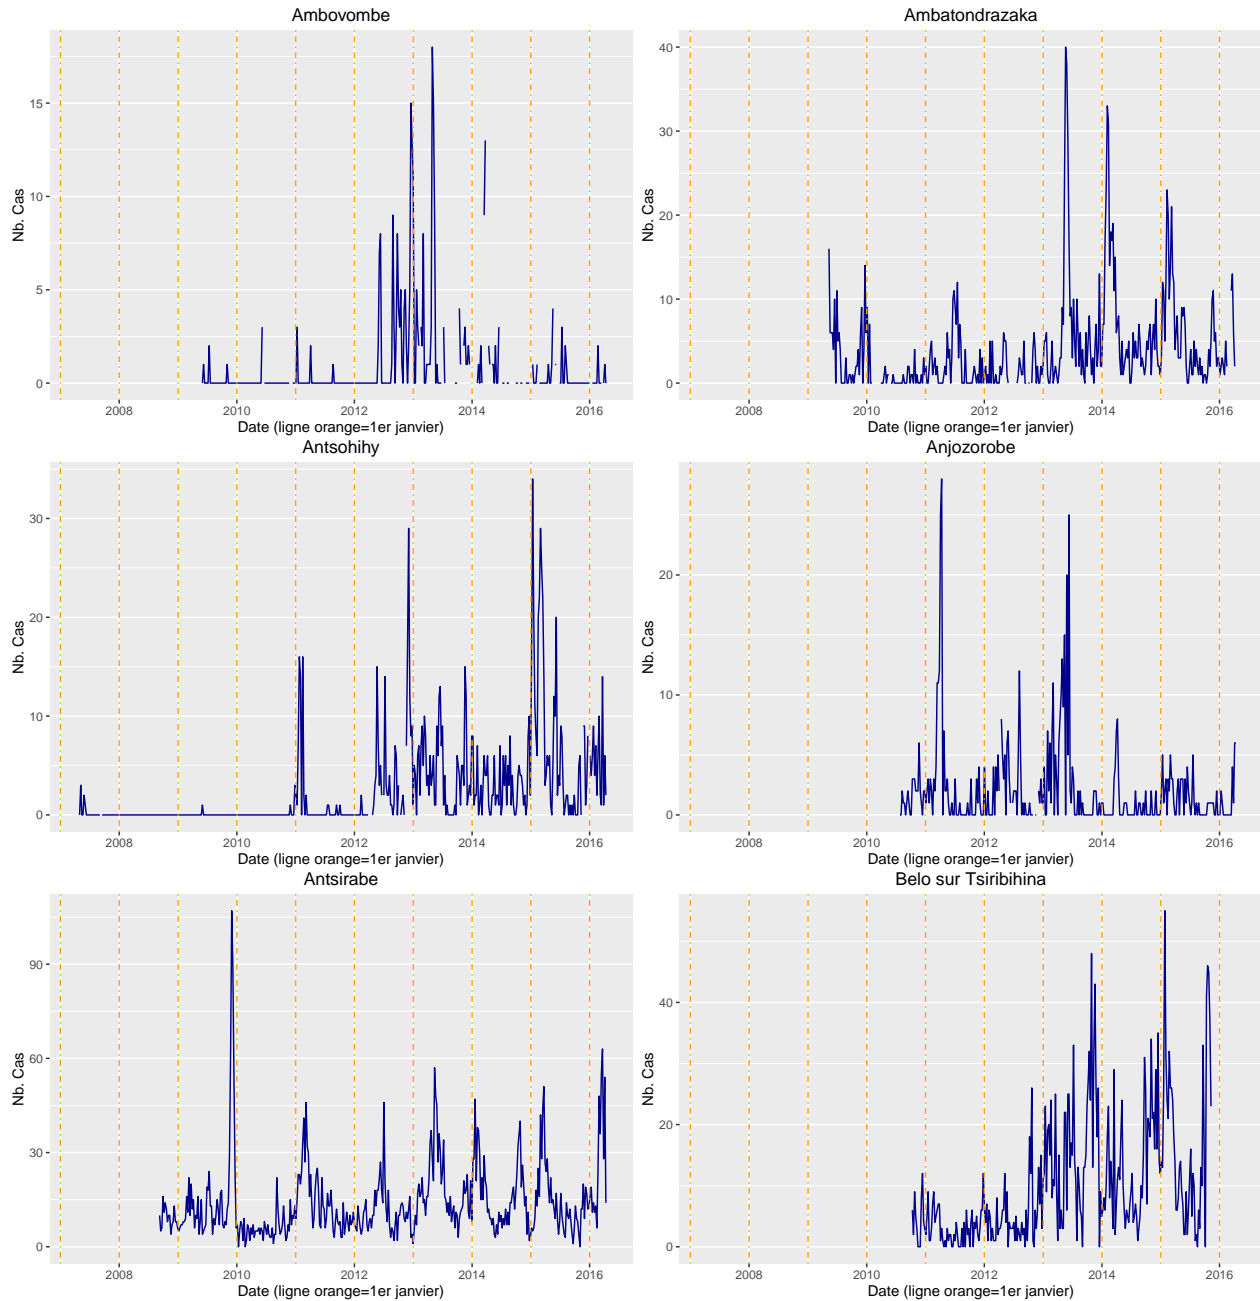 Ambovombe
Nb. Cas
15
10
5
0
2008 2010 2012 2014 2016
Date (ligne orange=1er janvier)
Ambatondrazaka
Nb. Cas
40
30
20
10
0
2008 2010 2012 2014 2016
Date (ligne orange=1er janvier)
Antsohihy
Nb. Cas
30
20
10
0
2008 2010 2012 2014 2016
Date (ligne orange=1er janvier)
Anjozorobe
Nb. Cas
20
10
0
2008 2010 2012 2014 2016
Date (ligne orange=1er janvier)
Antsirabe
Nb. Cas
90
60
30
0
2008 2010 2012 2014 2016
Date (ligne orange=1er janvier)
Belo sur Tsiribihina
Nb. Cas
40
20
0
2008 2010 2012 2014 2016
Date (ligne orange=1er janvier)